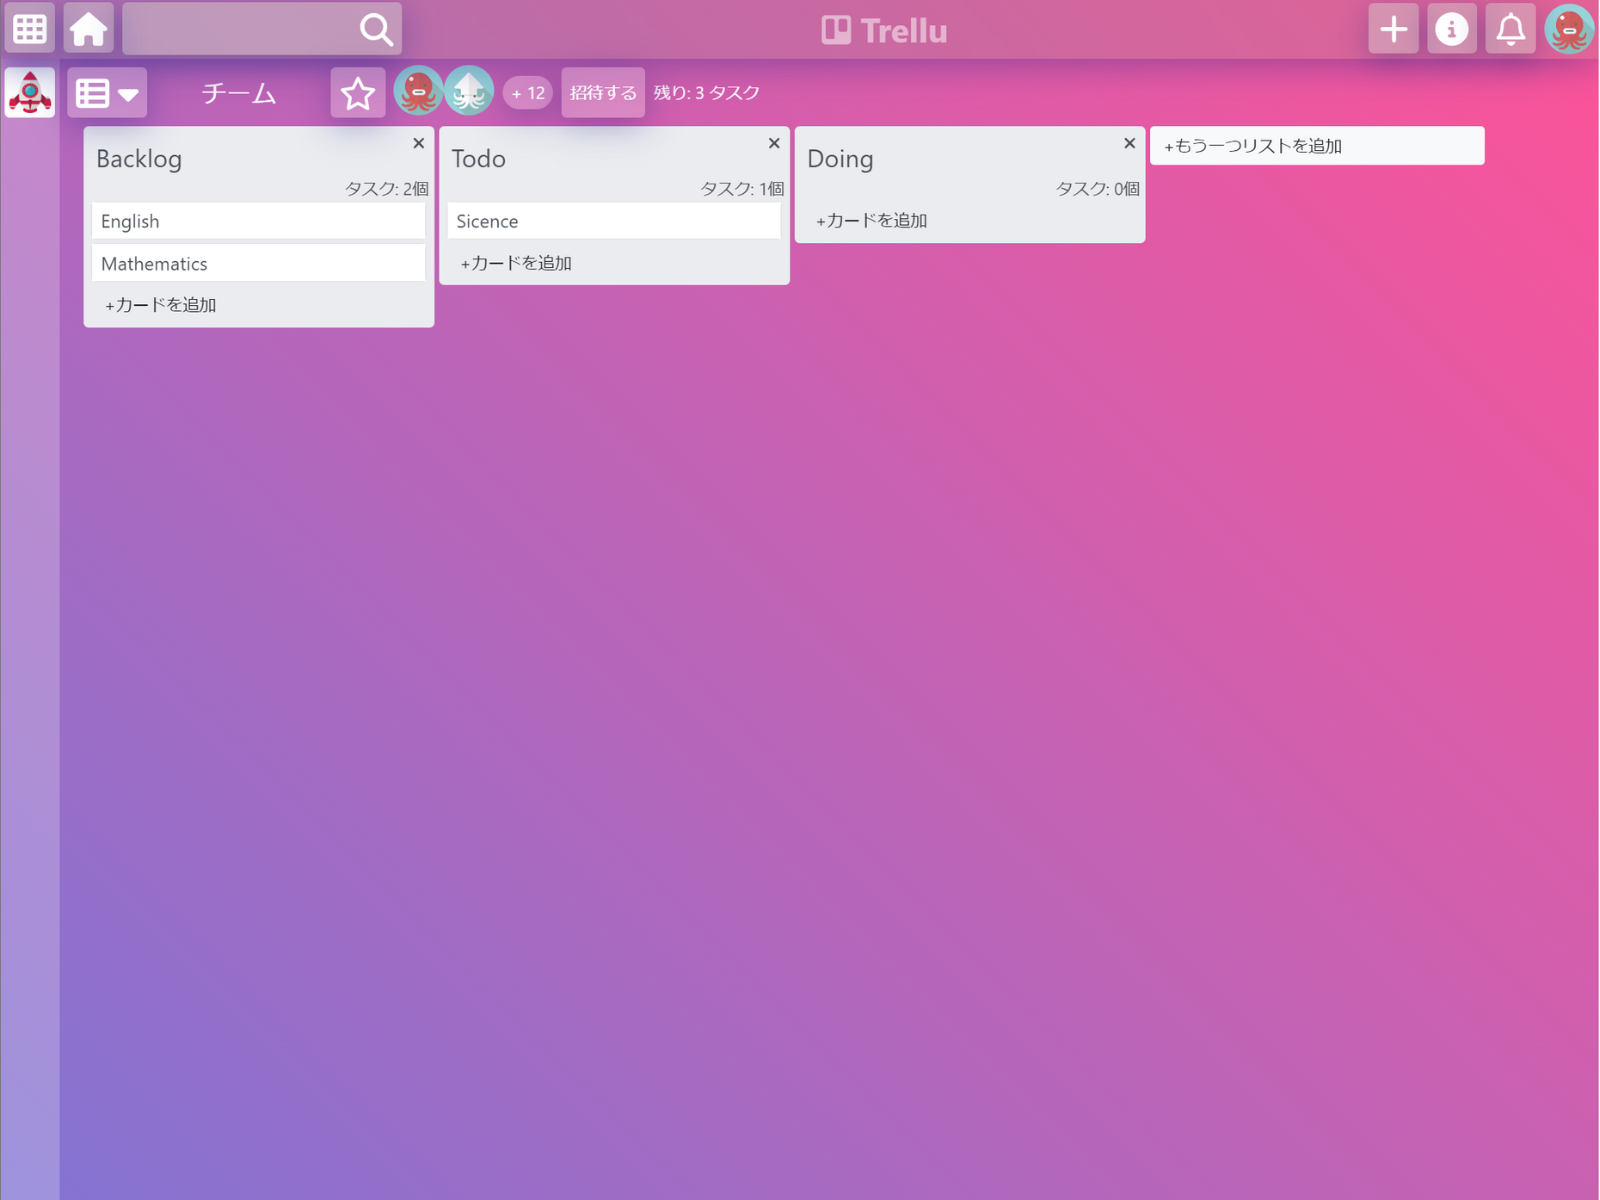 Trellu
チーム
+ 12
招待する
残り: 3 タスク
Backlog
タスク: 2個
English
Mathematics
+カードを追加
Todo
タスク: 1個
Sicence
+カードを追加
Doing
タスク: 0個
+カードを追加
+もう一つリストを追加